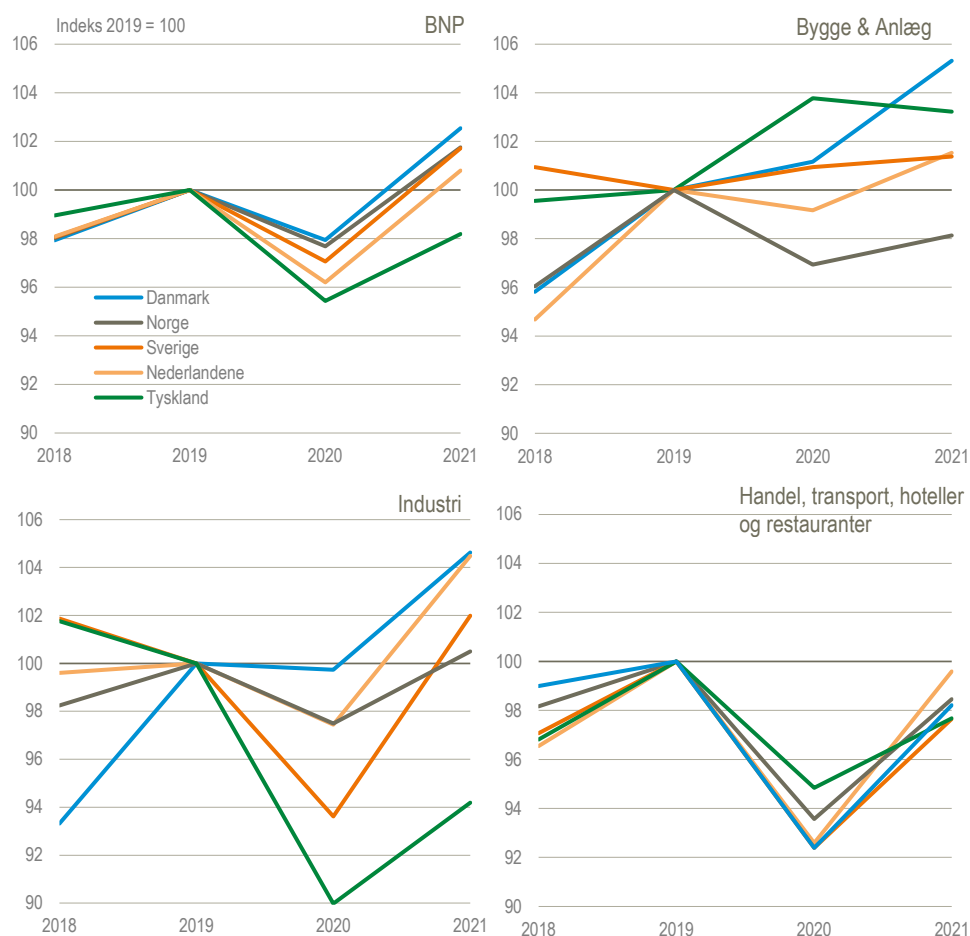 Indeks 2019 = 100
BNP
106
104
102
100
98
96
94
92
90
Danmark
Norge
Sverige
Nederlandene
Tyskland
2018 2019 2020 2021
Bygge & Anlæg
106
104
102
100
98
96
94
92
90
2018 2019 2020 2021
Industri
106
104
102
100
98
96
94
92
90
2018 2019 2020 2021
Handel, transport, hoteller
og restauranter
106
104
102
100
98
96
94
92
90
2018 2019 2020 2021